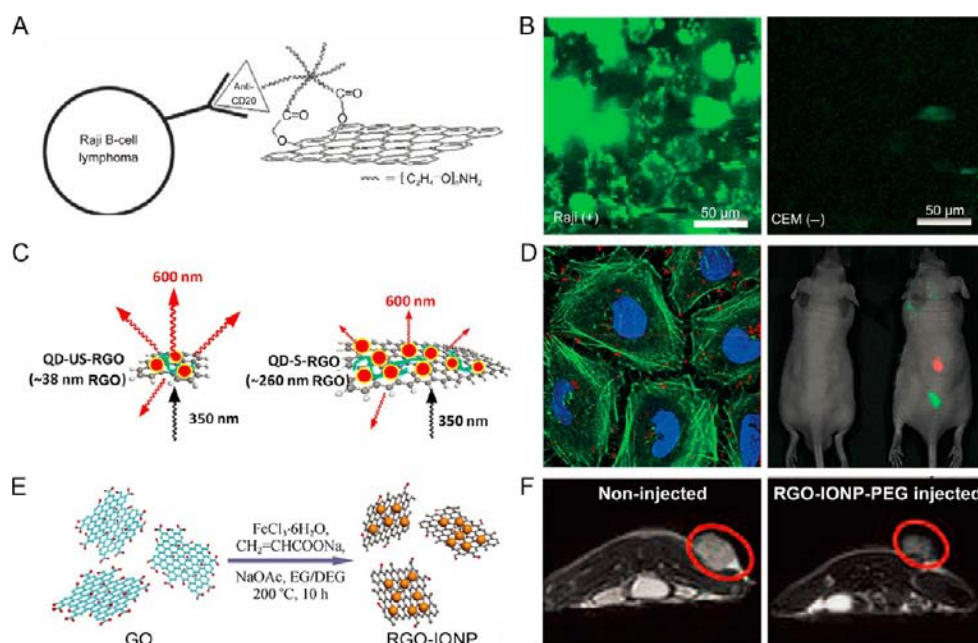 A
Anti-
CD20
Raji B-cell
lymphoma
C=O
C=O
O
O
= [C₂H₄-O]ₙNH₂
B
Raji (+)
50 µm
CEM (–)
50 µm
C
600 nm
QD-US-RGO
(~38 nm RGO)
350 nm
600 nm
QD-S-RGO
(~260 nm RGO)
350 nm
D
E
GO
FeCl₃·6H₂O,
CH₂=CHCOONa,
NaOAc, EG/DEG
200 °C, 10 h
RGO-IONP
F
Non-injected
RGO-IONP-PEG injected